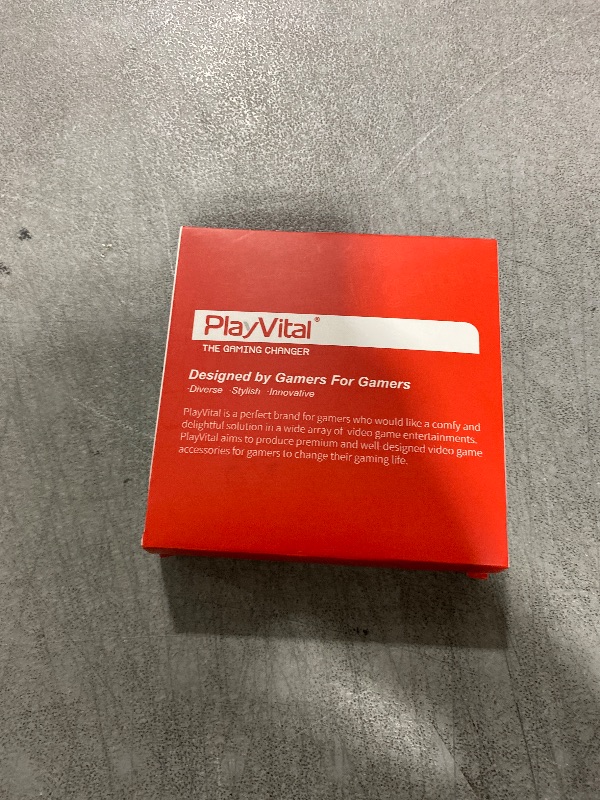 PlayVital®
THE GAMING CHANGER
Designed by Gamers For Gamers
·Diverse ·Stylish ·Innovative
PlayVital is a perfect brand for gamers who would like a comfy and
delightful solution in a wide array of video game entertainments.
PlayVital aims to produce premium and well-designed video game
accessories for gamers to change their gaming life.